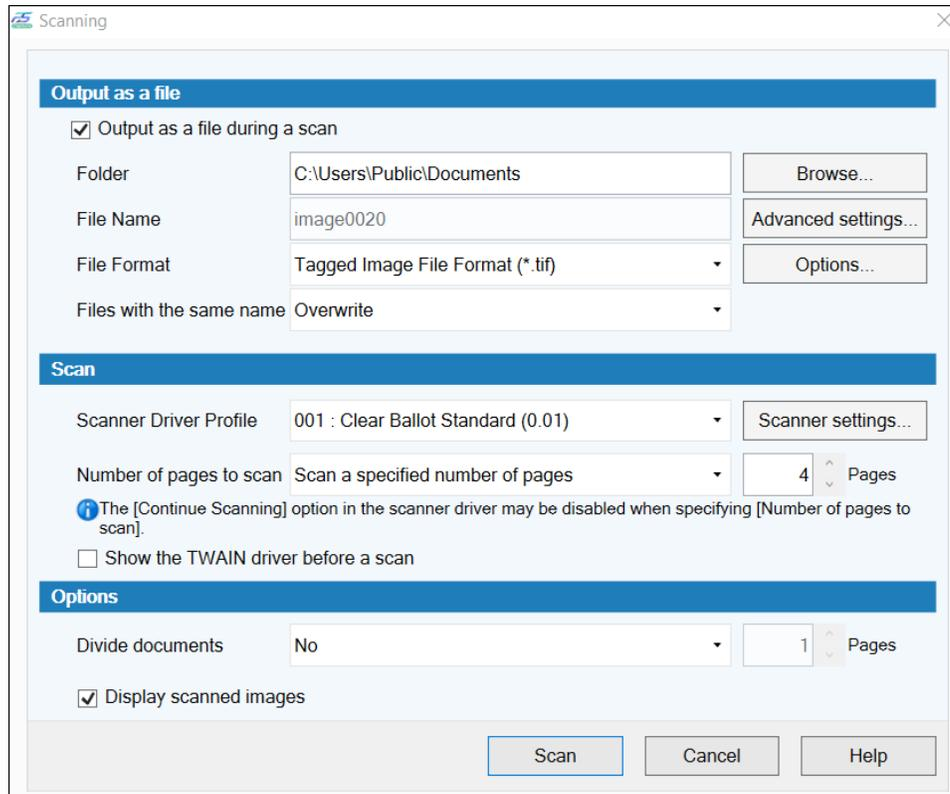 Scanning
Output as a file
Output as a file during a scan
Folder C:\Users\Public\Documents Browse...
File Name image0020 Advanced settings...
File Format Tagged Image File Format (*.tif) Options...
Files with the same name Overwrite
Scan
Scanner Driver Profile 001 : Clear Ballot Standard (0.01) Scanner settings...
Number of pages to scan Scan a specified number of pages 4 Pages
The [Continue Scanning] option in the scanner driver may be disabled when specifying [Number of pages to
scan].
Show the TWAIN driver before a scan
Options
Divide documents No 1 Pages
Display scanned images
Scan Cancel Help